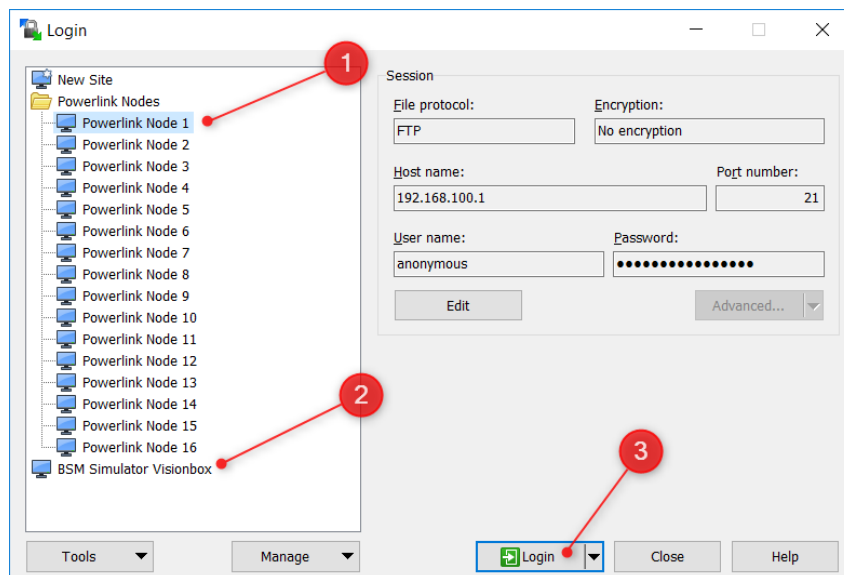 Login
1
New Site
Powerlink Nodes
Powerlink Node 1
Powerlink Node 2
Powerlink Node 3
Powerlink Node 4
Powerlink Node 5
Powerlink Node 6
Powerlink Node 7
Powerlink Node 8
Powerlink Node 9
Powerlink Node 10
Powerlink Node 11
Powerlink Node 12
Powerlink Node 13
Powerlink Node 14
Powerlink Node 15
Powerlink Node 16
2
BSM Simulator Visionbox
Session
File protocol: Encryption:
FTP No encryption
Host name: Port number:
192.168.100.1 21
User name: Password:
anonymous ••••••••••••••••
Edit Advanced...
3
Tools Manage Login Close Help